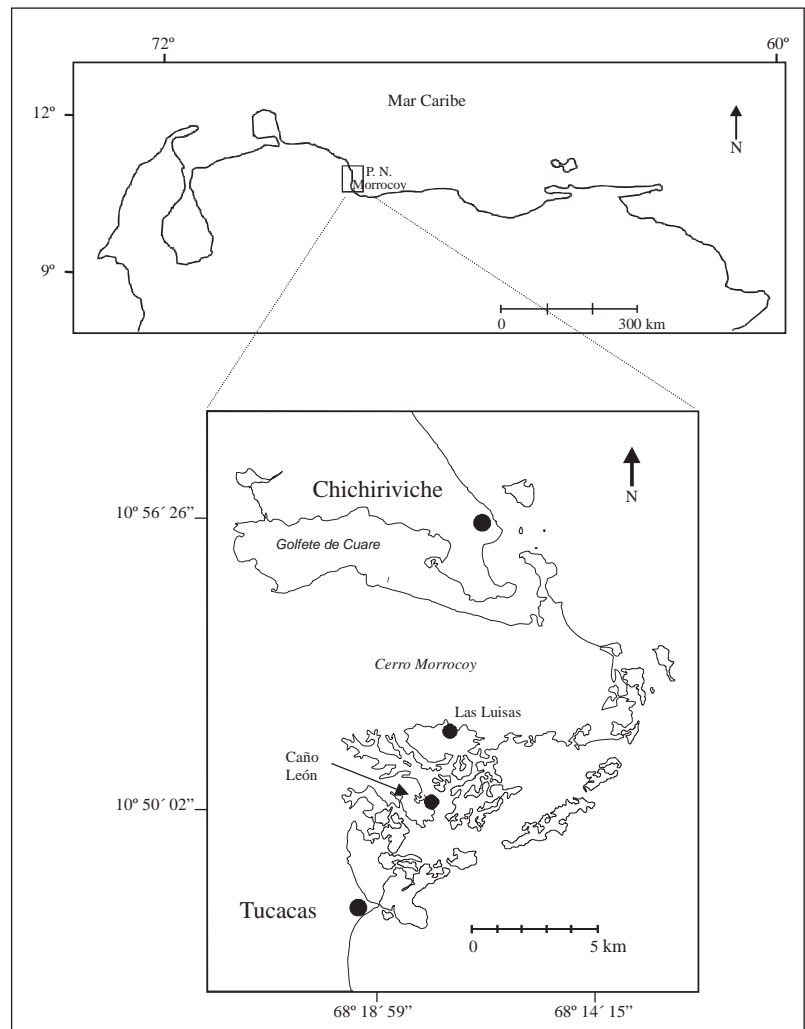 72º
60º
12º
Mar Caribe
N
P. N.
Morrocoy
9º
0
300 km
N
Chichiriviche
10º 56´ 26”
Golfete de Cuare
Cerro Morrocoy
Las Luisas
Caño
León
10º 50´ 02”
Tucacas
0
5 km
68º 18´ 59”
68º 14´ 15”